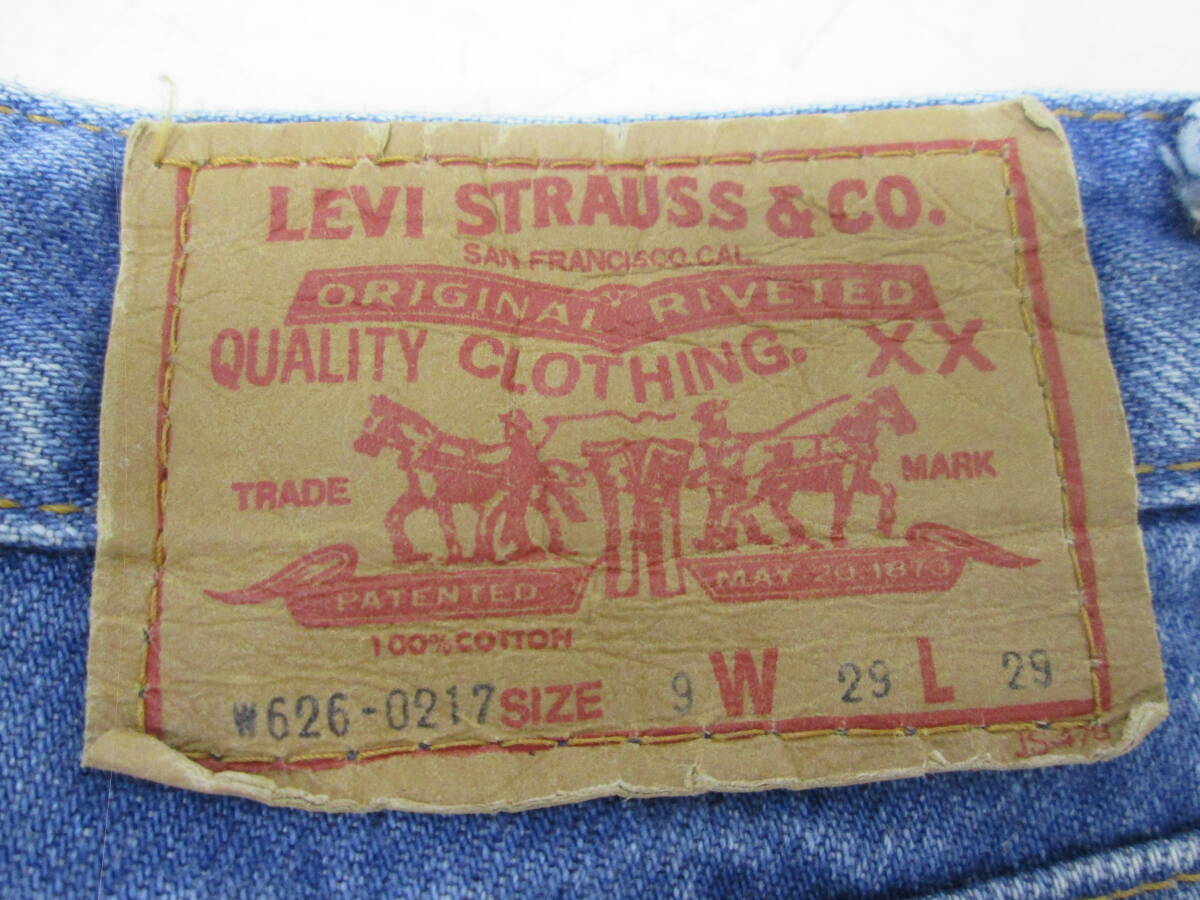 LEVI STRAUSS & CO.
SAN FRANCISCO. CAL.
ORIGINAL RIVETED
QUALITY CLOTHING. XX
TRADE MARK
PATENTED MAY 20 1873
100% COTTON
W626-0217 SIZE 9 W 29 L 29